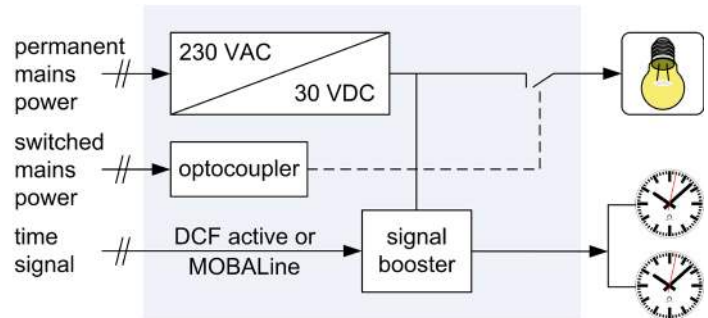 permanent
mains
power
230 VAC
30 VDC
switched
mains
power
optocoupler
time
signal
DCF active or
MOBALine
signal
booster